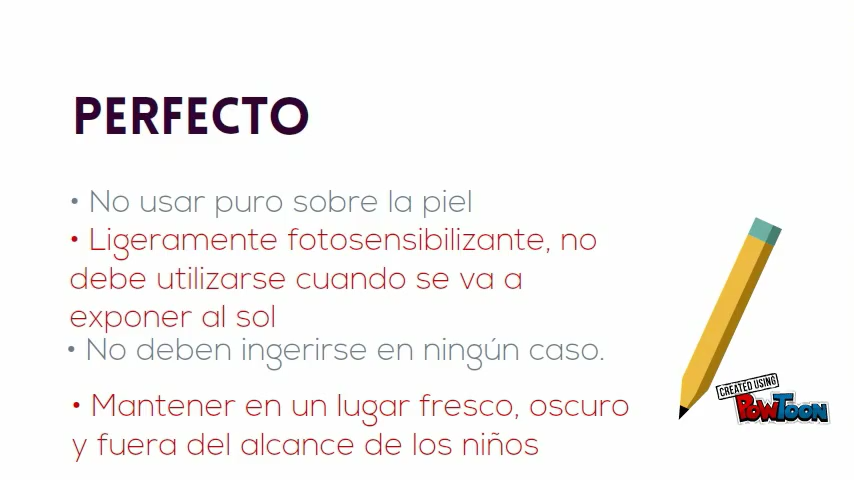 PERFECTO
• No usar puro sobre la piel
• Ligeramente fotosensibilizante, no
debe utilizarse cuando se va a
exponer al sol
• No deben ingerirse en ningún caso.
• Mantener en un lugar fresco, oscuro
y fuera del alcance de los niños
CREATED USING
POWTOON